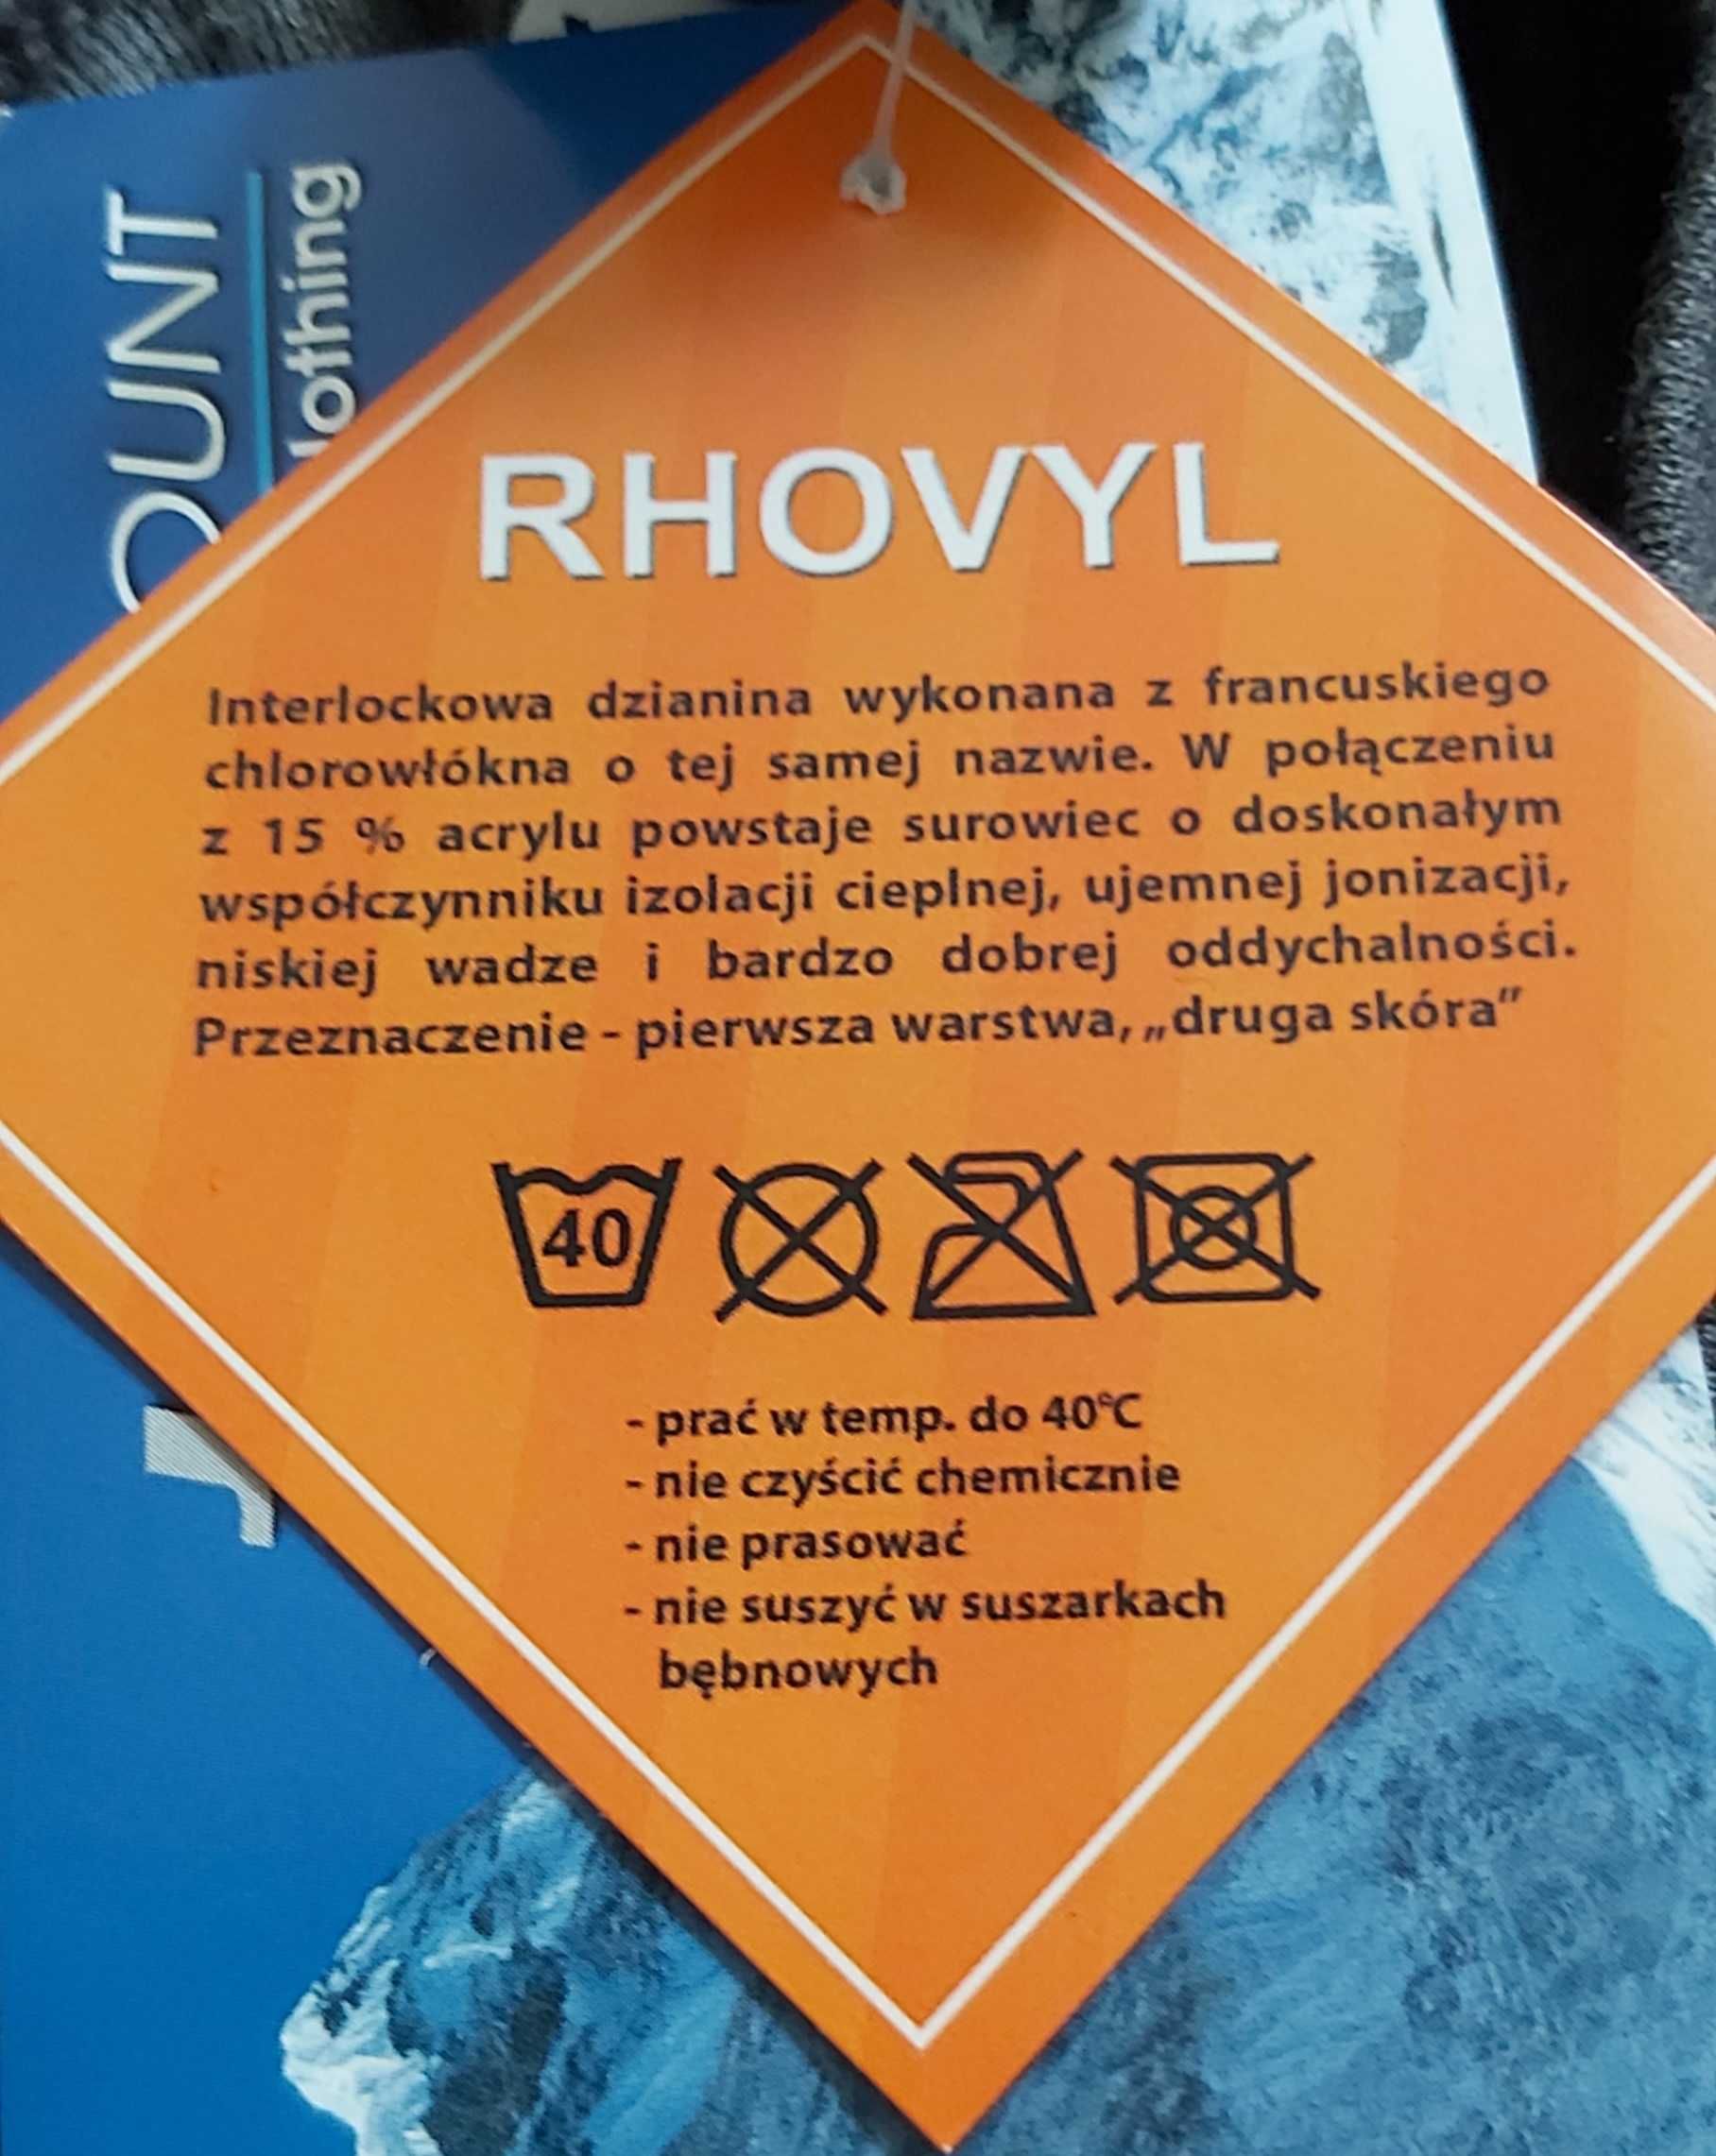 OUNT
lothing
RHOVYL
Interlockowa dzianina wykonana z francuskiego
chlorowłókna o tej samej nazwie. W połączeniu
z 15 % acrylu powstaje surowiec o doskonałym
współczynniku izolacji cieplnej, ujemnej jonizacji,
niskiej wadze i bardzo dobrej oddychalności.
Przeznaczenie - pierwsza warstwa, „druga skóra"
40
- prać w temp. do 40°C
- nie czyścić chemicznie
- nie prasować
- nie suszyć w suszarkach
bębnowych